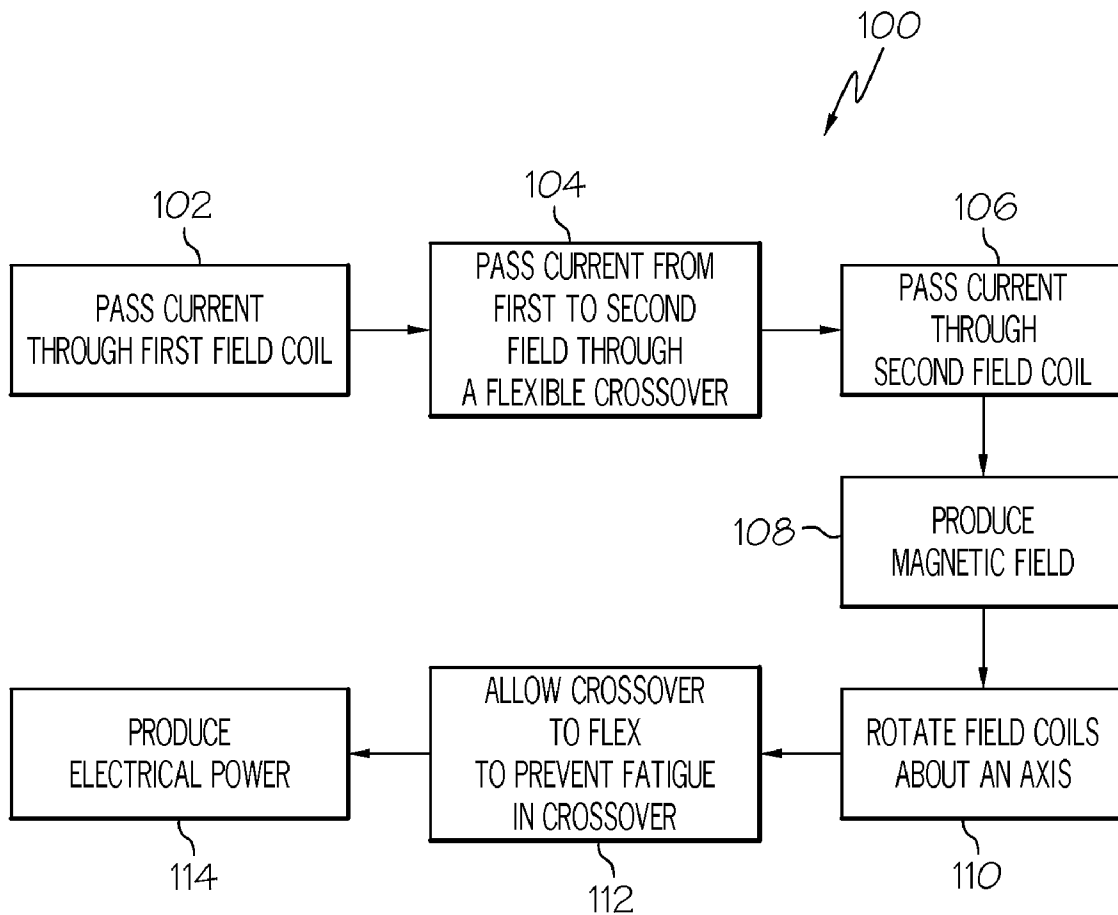 100
102
PASS CURRENT
THROUGH FIRST FIELD COIL
104
PASS CURRENT FROM
FIRST TO SECOND
FIELD THROUGH
A FLEXIBLE CROSSOVER
106
PASS CURRENT
THROUGH
SECOND FIELD COIL
108
PRODUCE
MAGNETIC FIELD
ROTATE FIELD COILS
ABOUT AN AXIS
110
ALLOW CROSSOVER
TO FLEX
TO PREVENT FATIGUE
IN CROSSOVER
112
PRODUCE
ELECTRICAL POWER
114